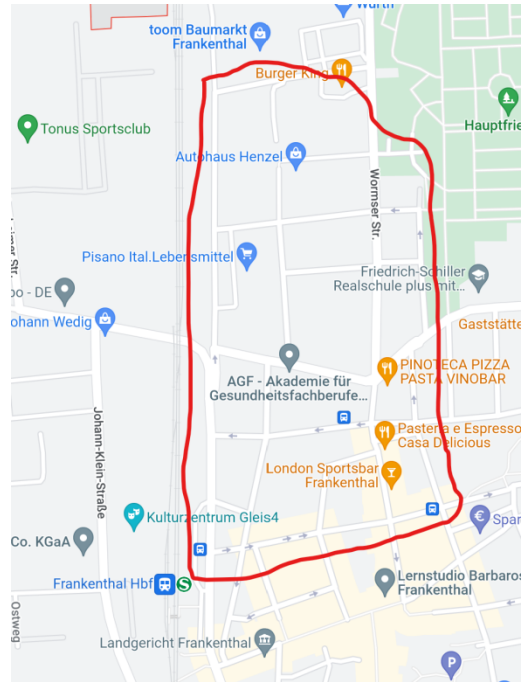 Würth
toom Baumarkt
Frankenthal
Burger King
Tonus Sportsclub
Hauptfrie
Autohaus Henzel
Wormser Str.
Pisano Ital.Lebensmittel
Friedrich-Schiller
Realschule plus mit...
oo - DE
ohann Wedig
Gaststätte
AGF - Akademie für
Gesundheitsfachberufe...
PINOTECA PIZZA
PASTA VINOBAR
Johann-Klein-Straße
Pasteria e Espresso
Casa Delicious
London Sportsbar
Frankenthal
Kulturzentrum Gleis4
Spar
Co. KGaA
Frankenthal Hbf
S
Lernstudio Barbaros
Frankenthal
Ostweg
Landgericht Frankenthal
P